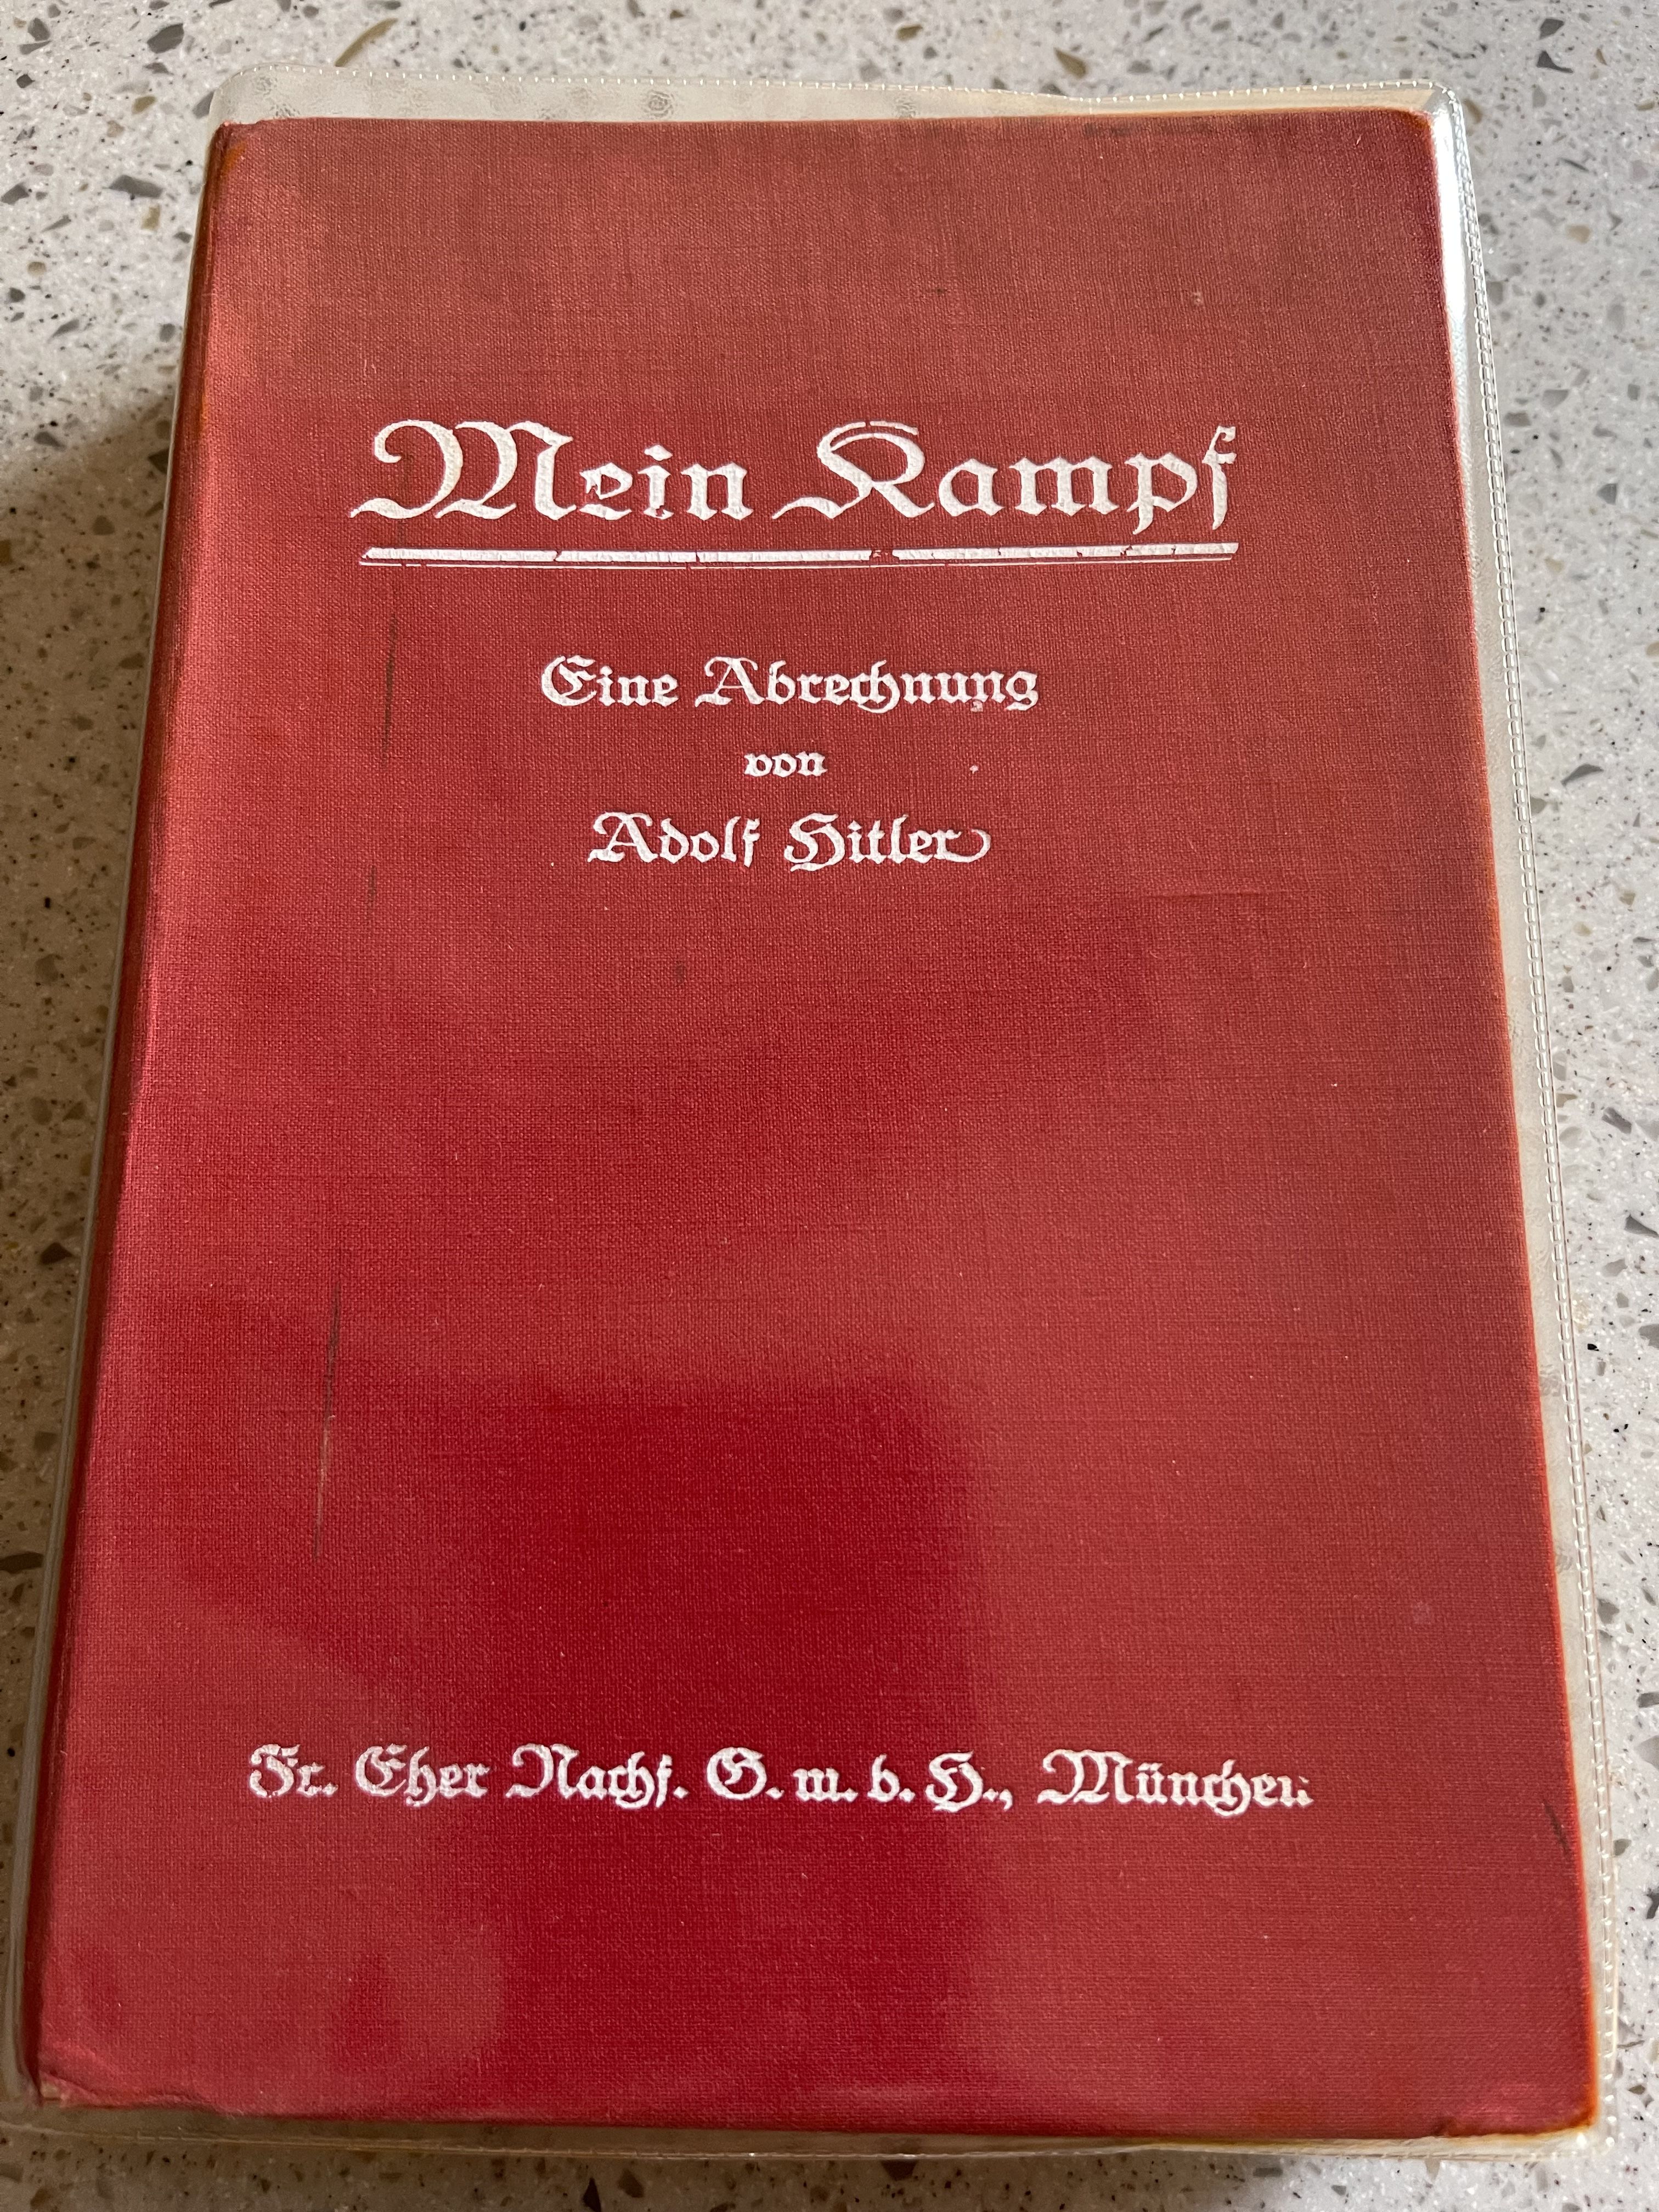 Mein Kampf
Eine Abrechnung
von
Adolf Hitler
Fr. Eher Nachf. G. m. b. H., München